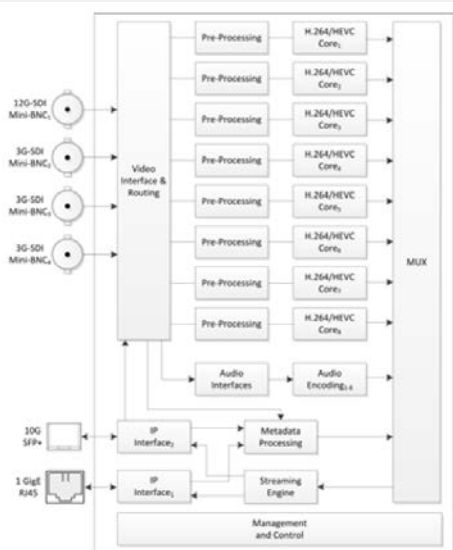 Pre-Processing
H.264/HEVC
Core₁
Pre-Processing
H.264/HEVC
Core₂
12G-SDI
Mini-BNC₁
Pre-Processing
H.264/HEVC
Core₃
3G-SDI
Mini-BNC₂
Pre-Processing
H.264/HEVC
Core₄
Video
Interface &
Routing
3G-SDI
Mini-BNC₃
Pre-Processing
H.264/HEVC
Core₅
3G-SDI
Mini-BNC₄
Pre-Processing
H.264/HEVC
Core₆
MUX
Pre-Processing
H.264/HEVC
Core₇
Pre-Processing
H.264/HEVC
Core₈
Audio
Interfaces
Audio
Encoding₁₋₈
10G
SFP+
IP
Interface₂
Metadata
Processing
1 GigE
RJ45
IP
Interface₁
Streaming
Engine
Management
and Control